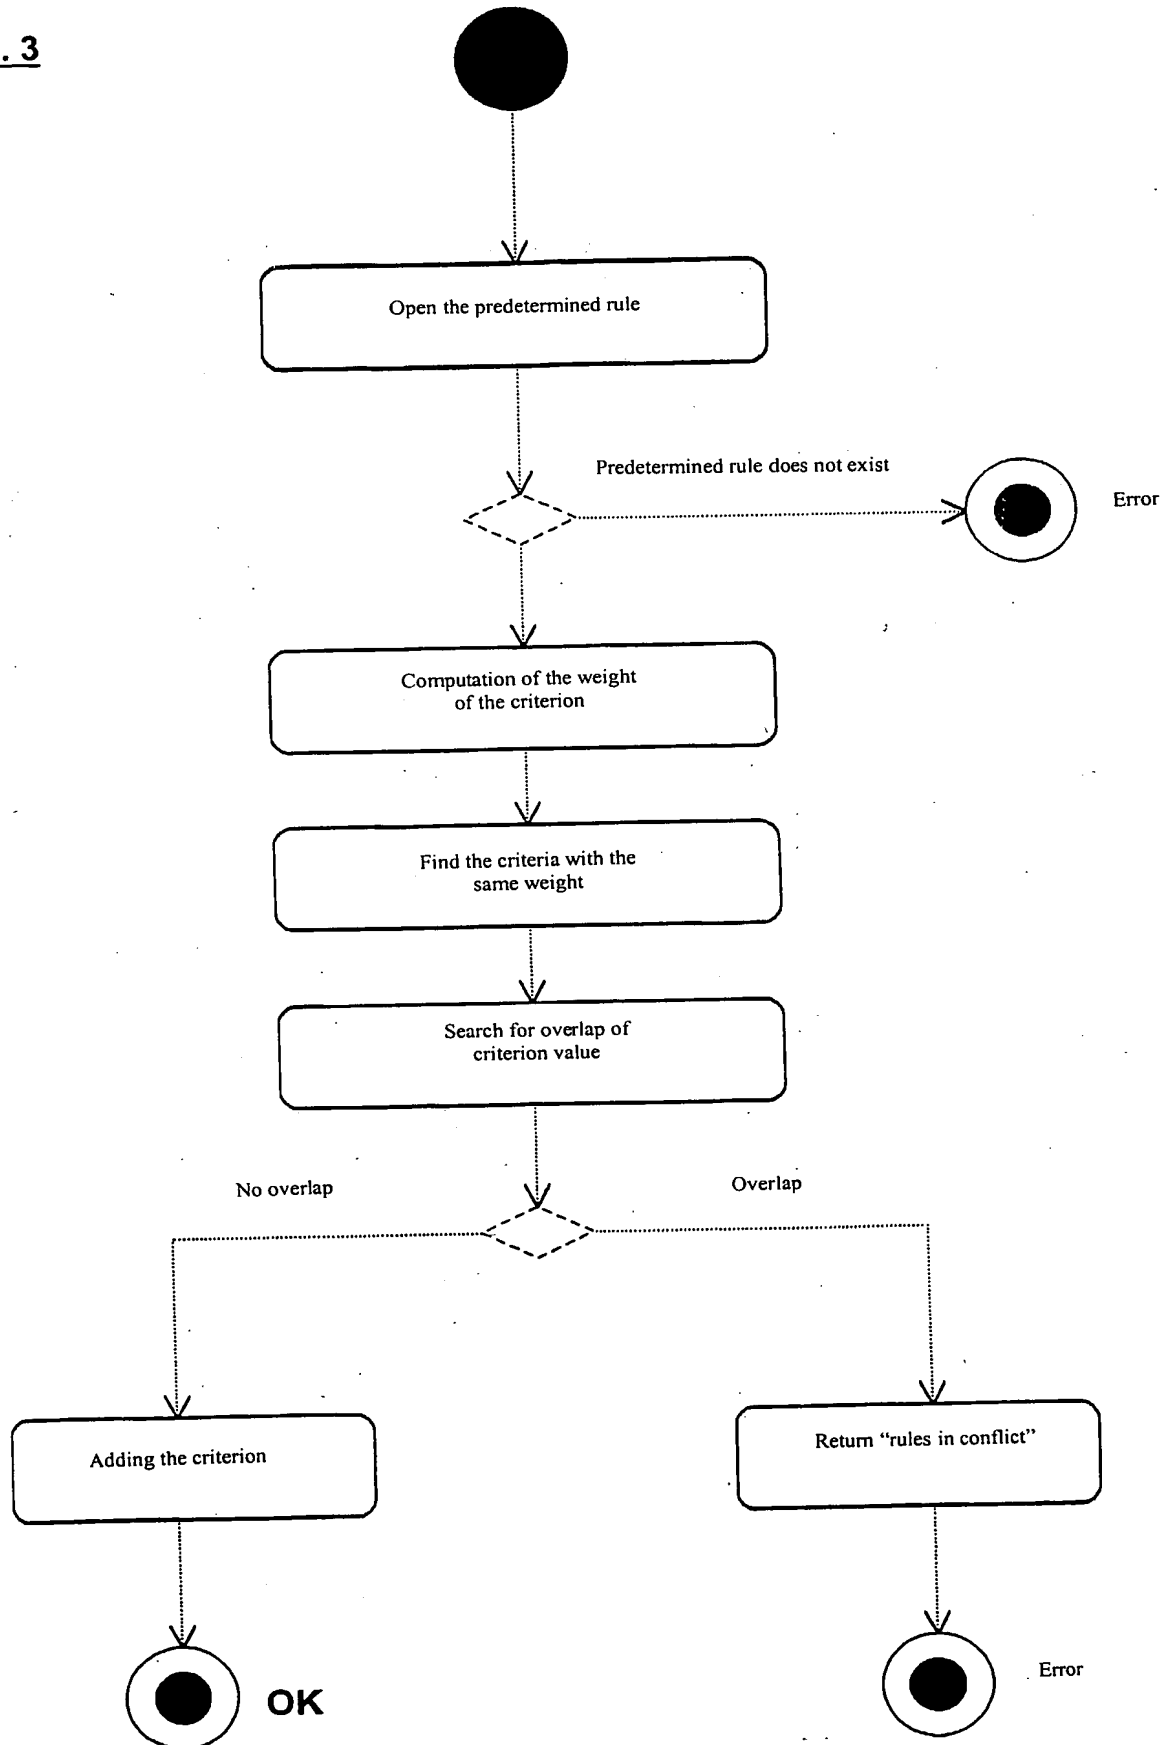 . 3
Open the predetermined rule
Predetermined rule does not exist
Error
Computation of the weight
of the criterion
Find the criteria with the
same weight
Search for overlap of
criterion value
No overlap
Overlap
Adding the criterion
Return “rules in conflict”
OK
Error